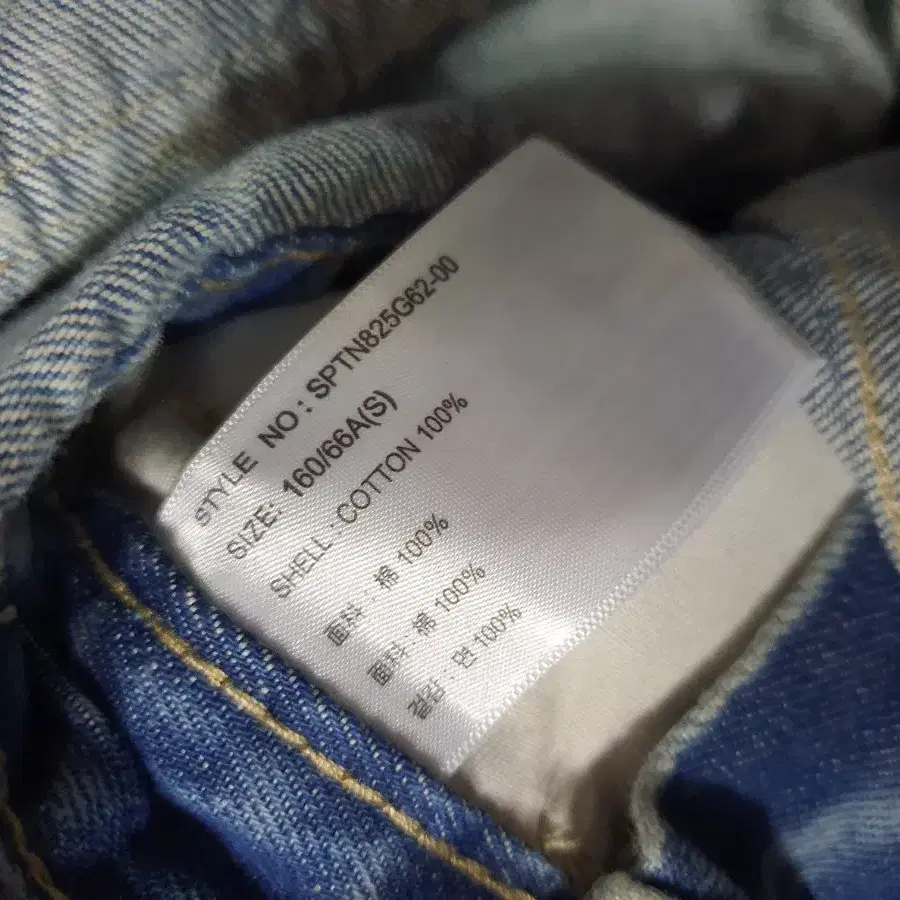 STYLE NO : SPTN825G62-00
SIZE: 160/66A(S)
SHELL : COTTON 100%
面料 : 棉 100%
面料 : 棉 100%
겉감 : 면 100%